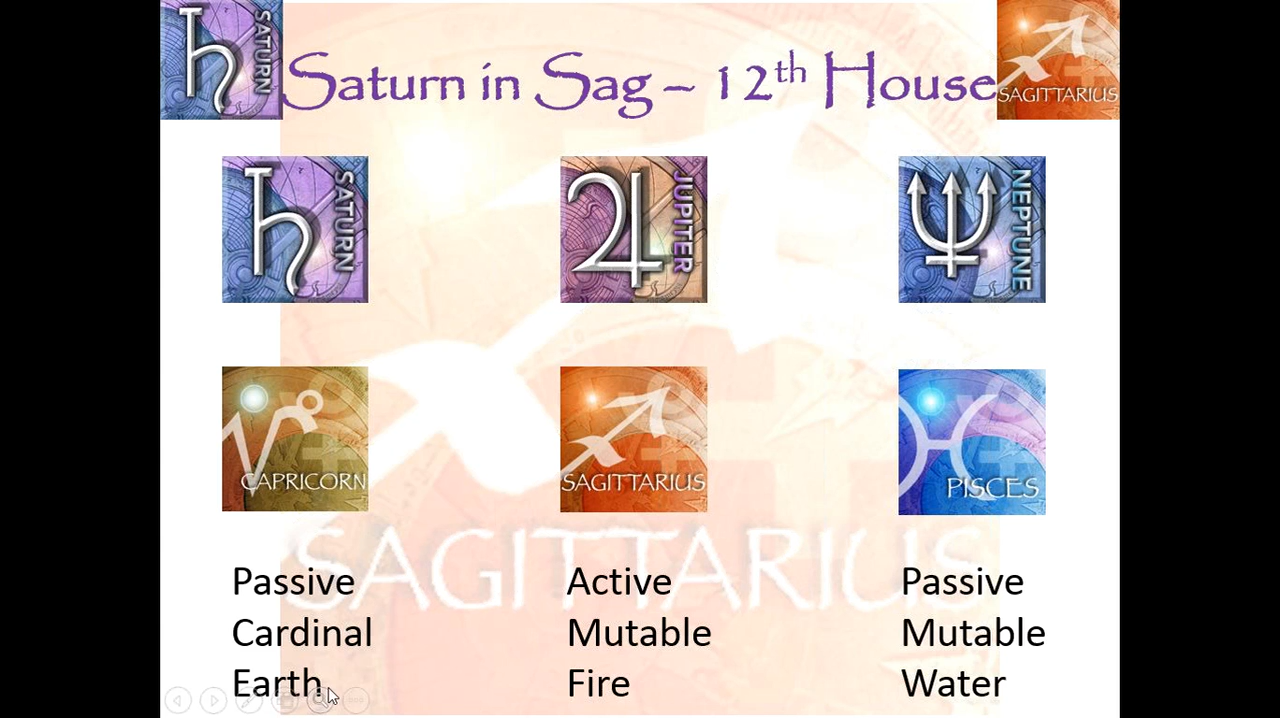 SATURN
Saturn in Sag – 12th House
SAGITTARIUS
SATURN
JUPITER
NEPTUNE
CAPRICORN
SAGITTARIUS
PISCES
SAGITTARIUS
Passive
Cardinal
Earth
Active
Mutable
Fire
Passive
Mutable
Water